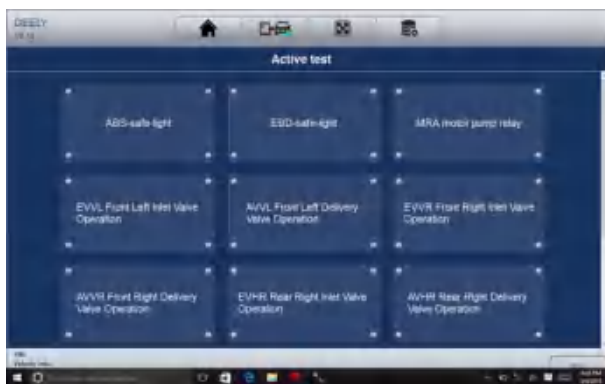 Active test
ABS-safe-light
EBD-safe-light
MRA motor pump relay
EVVL Front Left Inlet Valve
Operation
AVVL Front Left Delivery
Valve Operation
EVVR Front Right Inlet Valve
Operation
AVVR Front Right Delivery
Valve Operation
EVHR Rear Right Inlet Valve
Operation
AVHR Rear Right Delivery
Valve Operation